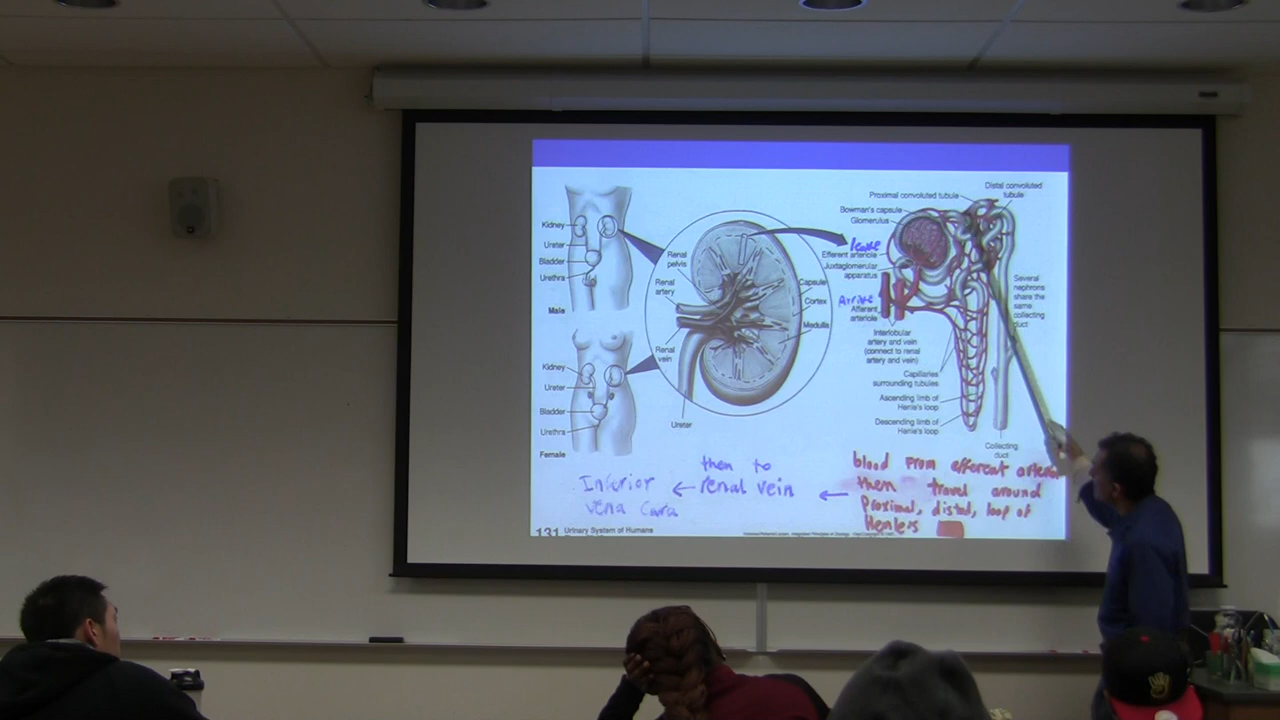 Kidney
Ureter
Bladder
Urethra
Male
Kidney
Ureter
Bladder
Urethra
Female
Renal
pelvis
Renal
artery
Renal
vein
Ureter
Capsule
Cortex
Medulla
Proximal convoluted tubule
Distal convoluted
tubule
Bowman's capsule
Glomerulus
leave
Efferent arteriole
Juxtaglomerular
apparatus
Arrive
Afferent
arteriole
Interlobular
artery and vein
(connect to renal
artery and vein)
Several
nephrons
share the
same
collecting
duct
Capillaries
surrounding tubules
Ascending limb of
Henle's loop
Descending limb of
Henle's loop
Collecting
duct
blood from efferent
then travel around
Proximal, distal, loop of
Henlers
← then to
renal vein
← Inferior
vena cava
131 Urinary System of Humans